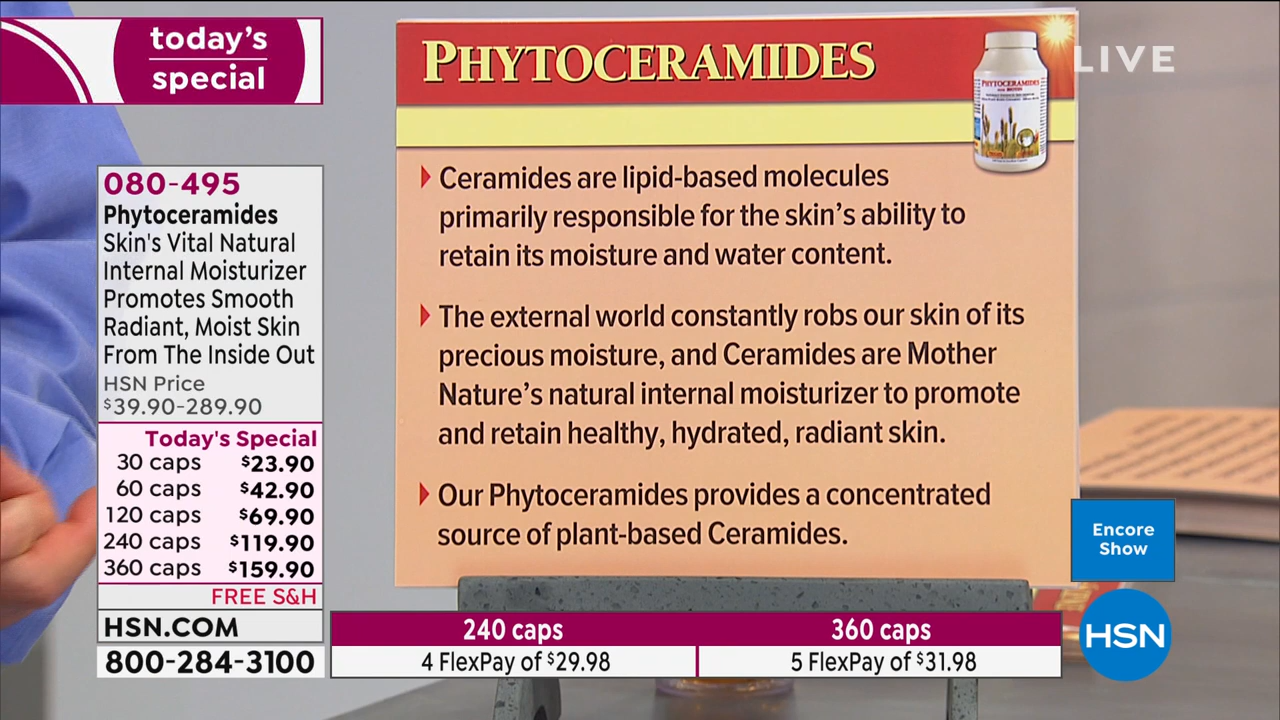 today's
special
080-495
Phytoceramides
Skin's Vital Natural
Internal Moisturizer
Promotes Smooth
Radiant, Moist Skin
From The Inside Out
HSN Price
$39.90-289.90
Today's Special
30 caps $23.90
60 caps $42.90
120 caps $69.90
240 caps $119.90
360 caps $159.90
FREE S&H
HSN.COM
800-284-3100
PHYTOCERAMIDES
PHYTOCERAMIDES
LIVE
Ceramides are lipid-based molecules
primarily responsible for the skin's ability to
retain its moisture and water content.
The external world constantly robs our skin of its
precious moisture, and Ceramides are Mother
Nature's natural internal moisturizer to promote
and retain healthy, hydrated, radiant skin.
Our Phytoceramides provides a concentrated
source of plant-based Ceramides.
Encore
Show
HSN
240 caps 360 caps
4 FlexPay of $29.98 5 FlexPay of $31.98